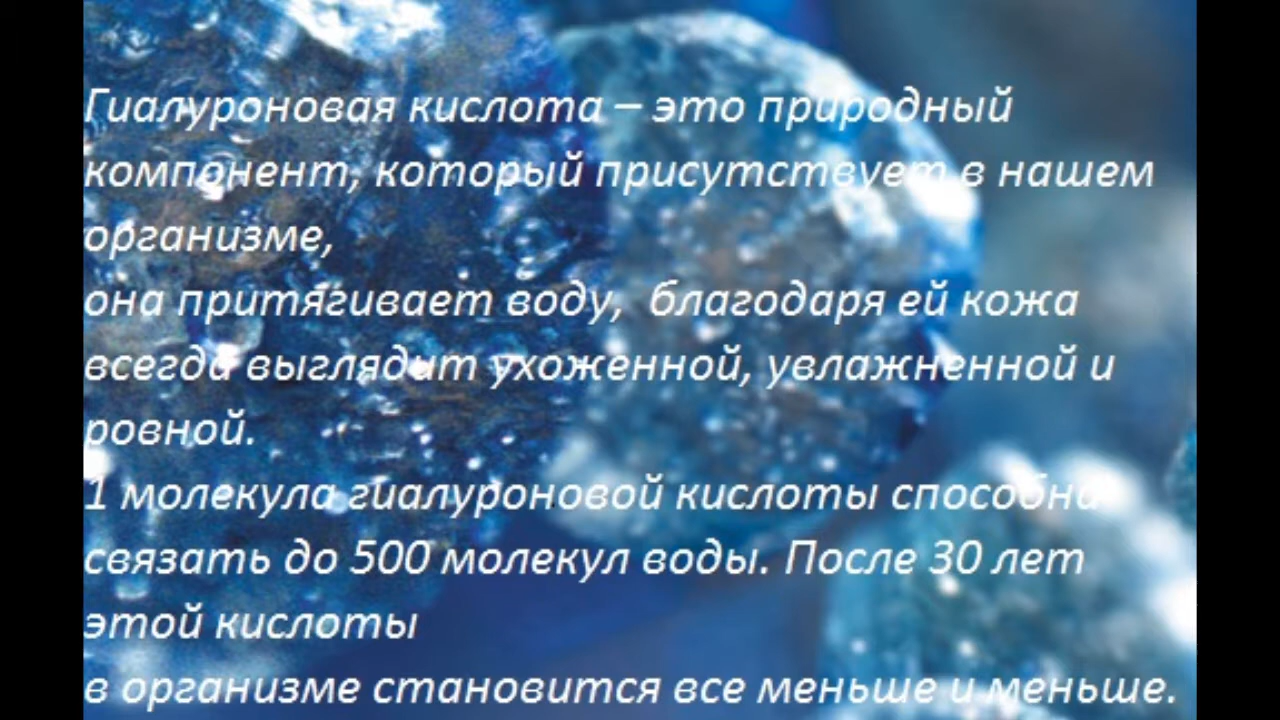 Гиалуроновая кислота – это природный
компонент, который присутствует в нашем
организме,
она притягивает воду, благодаря ей кожа
всегда выглядит ухоженной, увлажненной и
ровной.
1 молекула гиалуроновой кислоты способна
связать до 500 молекул воды. После 30 лет
этой кислоты
в организме становится все меньше и меньше.